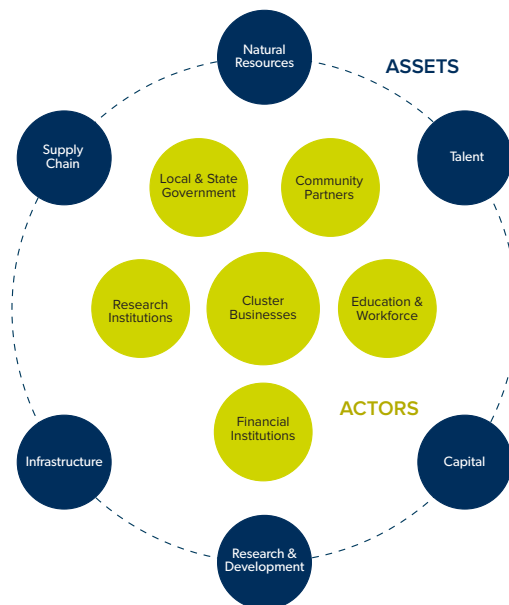 Natural
Resources
ASSETS
Supply
Chain
Talent
Local & State
Government
Community
Partners
Research
Institutions
Cluster
Businesses
Education &
Workforce
ACTORS
Financial
Institutions
Infrastructure
Capital
Research &
Development